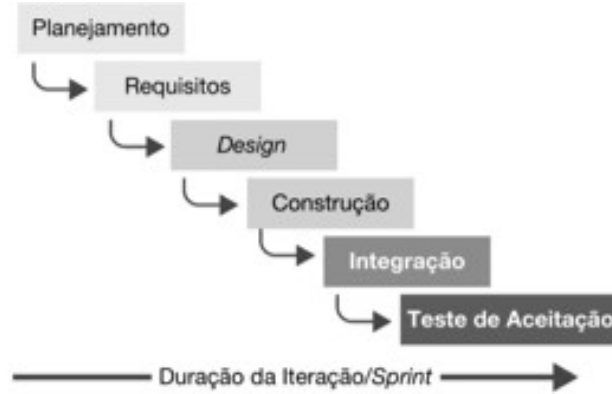 Planejamento
Requisitos
Design
Construção
Integração
Teste de Aceitação
Duração da Iteração/Sprint